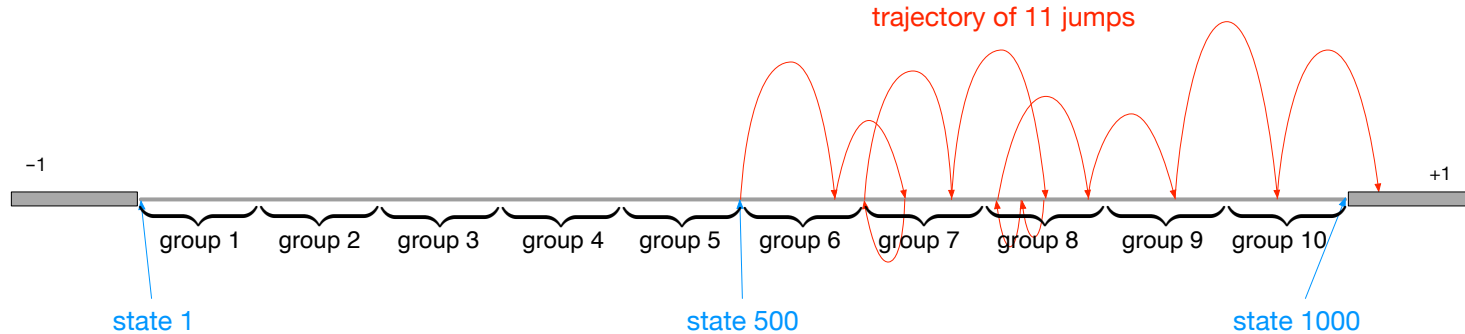 trajectory of 11 jumps
−1
+1
group 1 group 2 group 3 group 4 group 5 group 6 group 7 group 8 group 9 group 10
state 1 state 500 state 1000